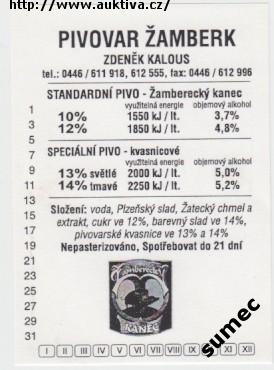 http://www.auktiva.cz/
PIVOVAR ŽAMBERK
ZDENĚK KALOUS
tel.: 0446 / 611 918, 612 555, fax: 0446 / 612 996
STANDARDNÍ PIVO - Žamberecký kanec
využitelná energie objemový alkohol
1
10% 1550 kJ / lt. 3,7%
3
12% 1850 kJ / lt. 4,8%
5
SPECIÁLNÍ PIVO - kvasnicové
7
využitelná energie objemový alkohol
9
13% světlé 2000 kJ / lt. 5,0%
11
14% tmavé 2250 kJ / lt. 5,2%
13
Složení: voda, Plzeňský slad, Žatecký chmel a
15
extrakt, cukr ve 12%, barevný slad ve 14%,
17
pivovarské kvasnice ve 13% a 14%
19
Nepasterizováno, Spotřebovat do 21 dní
21
23
Žamberecký
25
27
KANEC
29
31
I II III IV V VI VII VIII IX X XI XII
sumec